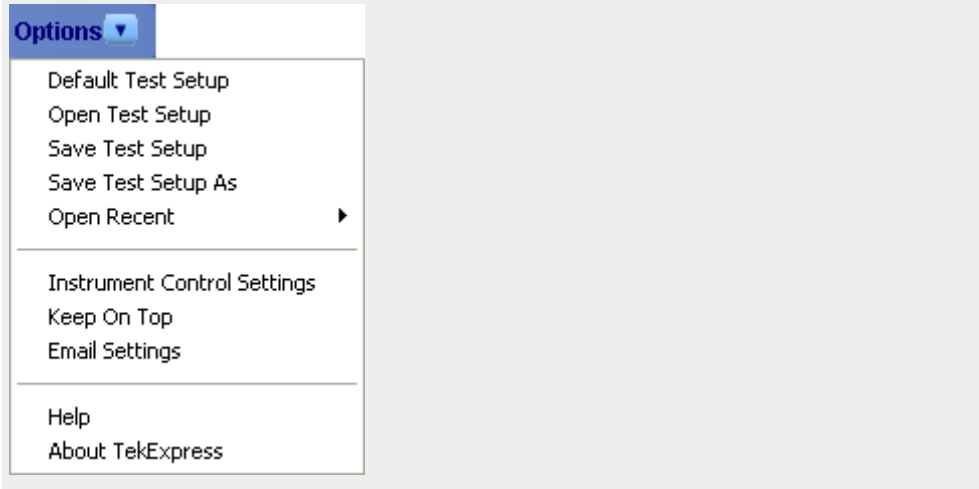 Options
Default Test Setup
Open Test Setup
Save Test Setup
Save Test Setup As
Open Recent
Instrument Control Settings
Keep On Top
Email Settings
Help
About TekExpress